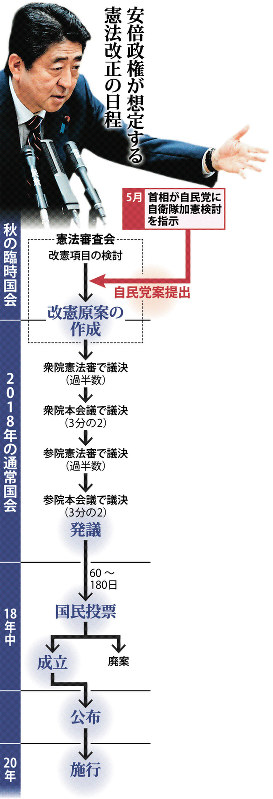 安倍政権が想定する
憲法改正の日程
5月 首相が自民党に
自衛隊加憲検討
を指示
秋の臨時国会
憲法審査会
改憲項目の検討
自民党案提出
改憲原案の
作成
2018年の通常国会
衆院憲法審で議決
(過半数)
衆院本会議で議決
(3分の2)
参院憲法審で議決
(過半数)
参院本会議で議決
(3分の2)
発議
60～
180日
18年中
国民投票
成立
廃案
公布
20年
施行